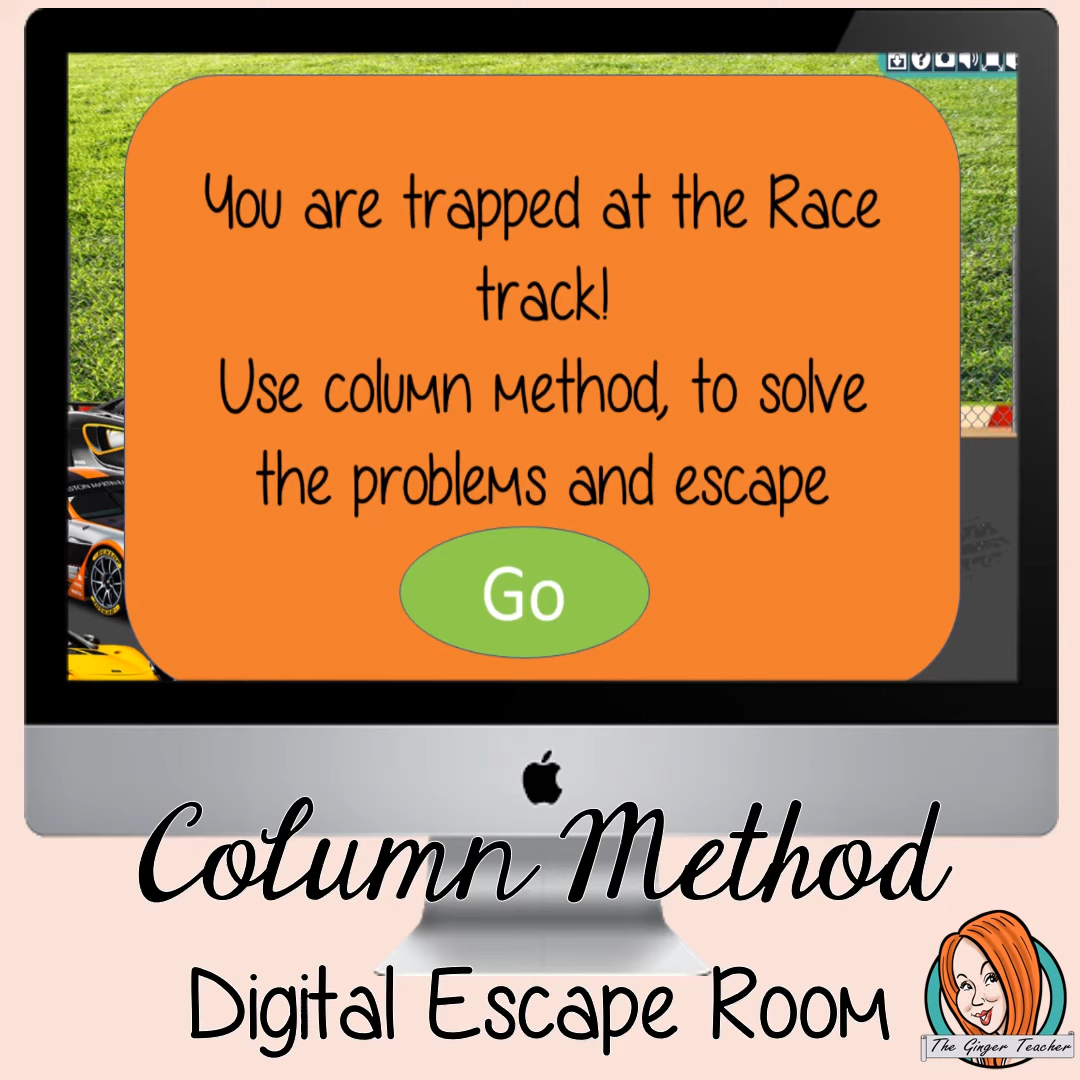 You are trapped at the Race
track!
Use column method, to solve
the problems and escape
Go
Column Method
Digital Escape Room
The Ginger Teacher